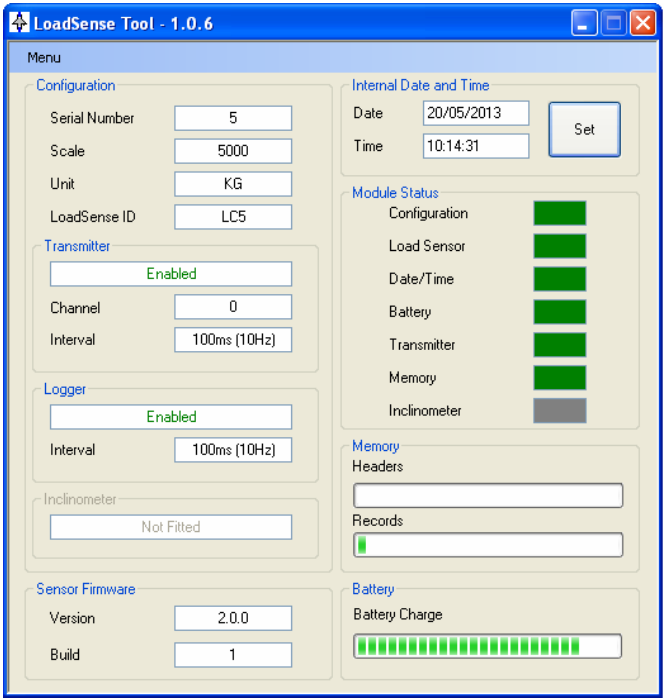 LoadSense Tool - 1.0.6
Menu
Configuration
Serial Number 5
Scale 5000
Unit KG
LoadSense ID LC5
Transmitter
Enabled
Channel 0
Interval 100ms (10Hz)
Logger
Enabled
Interval 100ms (10Hz)
Inclinometer
Not Fitted
Sensor Firmware
Version 2.0.0
Build 1
Internal Date and Time
Date 20/05/2013
Time 10:14:31
Set
Module Status
Configuration
Load Sensor
Date/Time
Battery
Transmitter
Memory
Inclinometer
Memory
Headers
Records
Battery
Battery Charge